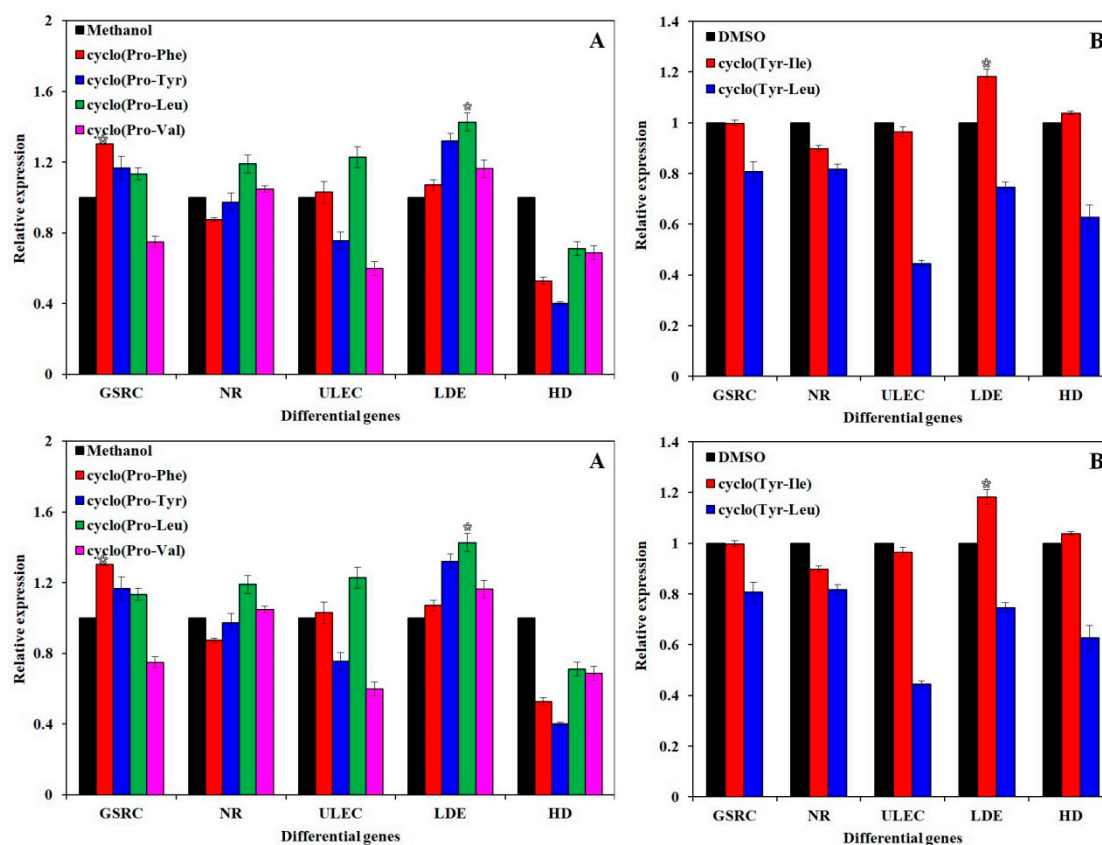 2
1.6
1.2
0.8
0.4
0
Relative expression
Methanol
cyclo(Pro-Phe)
cyclo(Pro-Tyr)
cyclo(Pro-Leu)
cyclo(Pro-Val)
A
GSRC NR ULEC LDE HD
Differential genes
1.4
1.2
1
0.8
0.6
0.4
0.2
0
Relative expression
DMSO
cyclo(Tyr-Ile)
cyclo(Tyr-Leu)
B
GSRC NR ULEC LDE HD
Differential genes
2
1.6
1.2
0.8
0.4
0
Relative expression
Methanol
cyclo(Pro-Phe)
cyclo(Pro-Tyr)
cyclo(Pro-Leu)
cyclo(Pro-Val)
A
GSRC NR ULEC LDE HD
Differential genes
1.4
1.2
1
0.8
0.6
0.4
0.2
0
Relative expression
DMSO
cyclo(Tyr-Ile)
cyclo(Tyr-Leu)
B
GSRC NR ULEC LDE HD
Differential genes